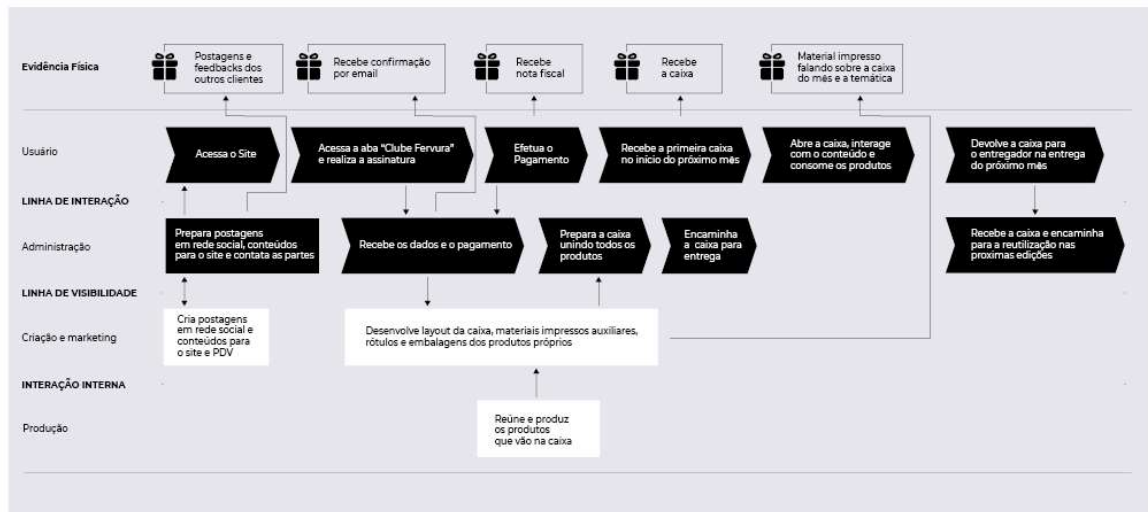 Evidência Física
Postagens e
feedbacks dos
outros clientes
Recebe confirmação
por email
Recebe
nota fiscal
Recebe
a caixa
Material impresso
falando sobre a caixa
do mês e a temática
Usuário
Acessa o Site
Acessa a aba “Clube Fervura”
e realiza a assinatura
Efetua o
Pagamento
Recebe a primeira caixa
no início do próximo mês
Abre a caixa, interage
com o conteúdo e
consome os produtos
Devolve a caixa para
o entregador na entrega
do próximo mês
LINHA DE INTERAÇÃO
Administração
Prepara postagens
em rede social, conteúdos
para o site e contata as partes
Recebe os dados e o pagamento
Prepara a caixa
unindo todos os
produtos
Encaminha
a caixa para
entrega
Recebe a caixa e encaminha
para a reutilização nas
proximas edições
LINHA DE VISIBILIDADE
Criação e marketing
Cria postagens
em rede social e
conteúdos para
o site e PDV
Desenvolve layout da caixa, materiais impressos auxiliares,
rótulos e embalagens dos produtos próprios
INTERAÇÃO INTERNA
Produção
Reüne e produz
os produtos
que vão na caixa